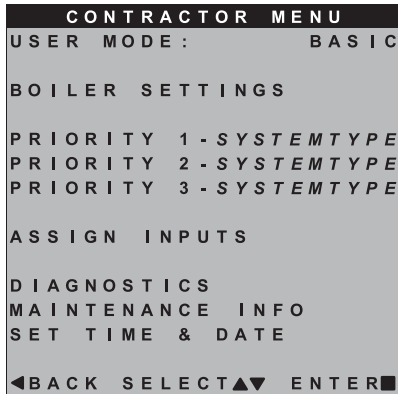 CONTRACTOR MENU
USER MODE: BASIC
BOILER SETTINGS
PRIORITY 1-SYSTEMTYPE
PRIORITY 2-SYSTEMTYPE
PRIORITY 3-SYSTEMTYPE
ASSIGN INPUTS
DIAGNOSTICS
MAINTENANCE INFO
SET TIME & DATE
◀BACK SELECT▲▼ ENTER■